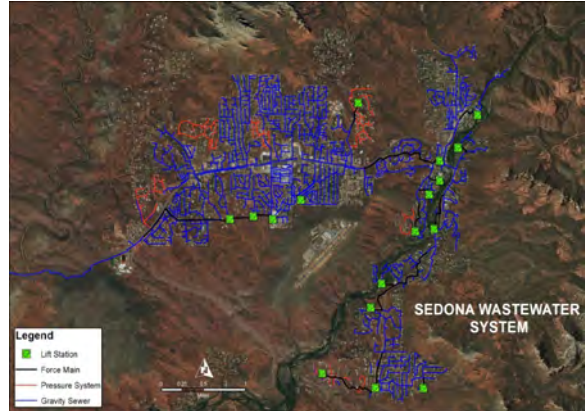 SEDONA WASTEWATER
SYSTEM
Legend
Lift Station
Force Main
Pressure System
Gravity Sewer